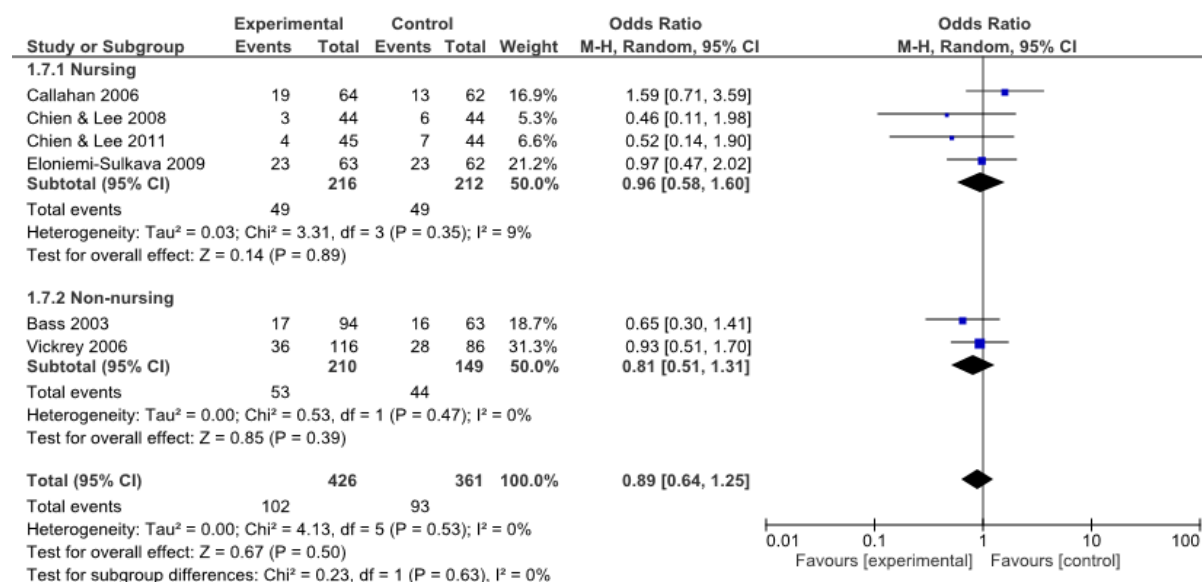 Experimental Control Odds Ratio Odds Ratio
Study or Subgroup Events Total Events Total Weight M-H, Random, 95% CI M-H, Random, 95% CI
1.7.1 Nursing
Callahan 2006 19 64 13 62 16.9% 1.59 [0.71, 3.59]
Chien & Lee 2008 3 44 6 44 5.3% 0.46 [0.11, 1.98]
Chien & Lee 2011 4 45 7 44 6.6% 0.52 [0.14, 1.90]
Eloniemi-Sulkava 2009 23 63 23 62 21.2% 0.97 [0.47, 2.02]
Subtotal (95% CI) 216 212 50.0% 0.96 [0.58, 1.60]
Total events 49 49
Heterogeneity: Tau² = 0.03; Chi² = 3.31, df = 3 (P = 0.35); I² = 9%
Test for overall effect: Z = 0.14 (P = 0.89)
1.7.2 Non-nursing
Bass 2003 17 94 16 63 18.7% 0.65 [0.30, 1.41]
Vickrey 2006 36 116 28 86 31.3% 0.93 [0.51, 1.70]
Subtotal (95% CI) 210 149 50.0% 0.81 [0.51, 1.31]
Total events 53 44
Heterogeneity: Tau² = 0.00; Chi² = 0.53, df = 1 (P = 0.47); I² = 0%
Test for overall effect: Z = 0.85 (P = 0.39)
Total (95% CI) 426 361 100.0% 0.89 [0.64, 1.25]
Total events 102 93
Heterogeneity: Tau² = 0.00; Chi² = 4.13, df = 5 (P = 0.53); I² = 0%
Test for overall effect: Z = 0.67 (P = 0.50)
Test for subgroup differences: Chi² = 0.23, df = 1 (P = 0.63), I² = 0%
0.01 0.1 1 10 100
Favours [experimental] Favours [control]